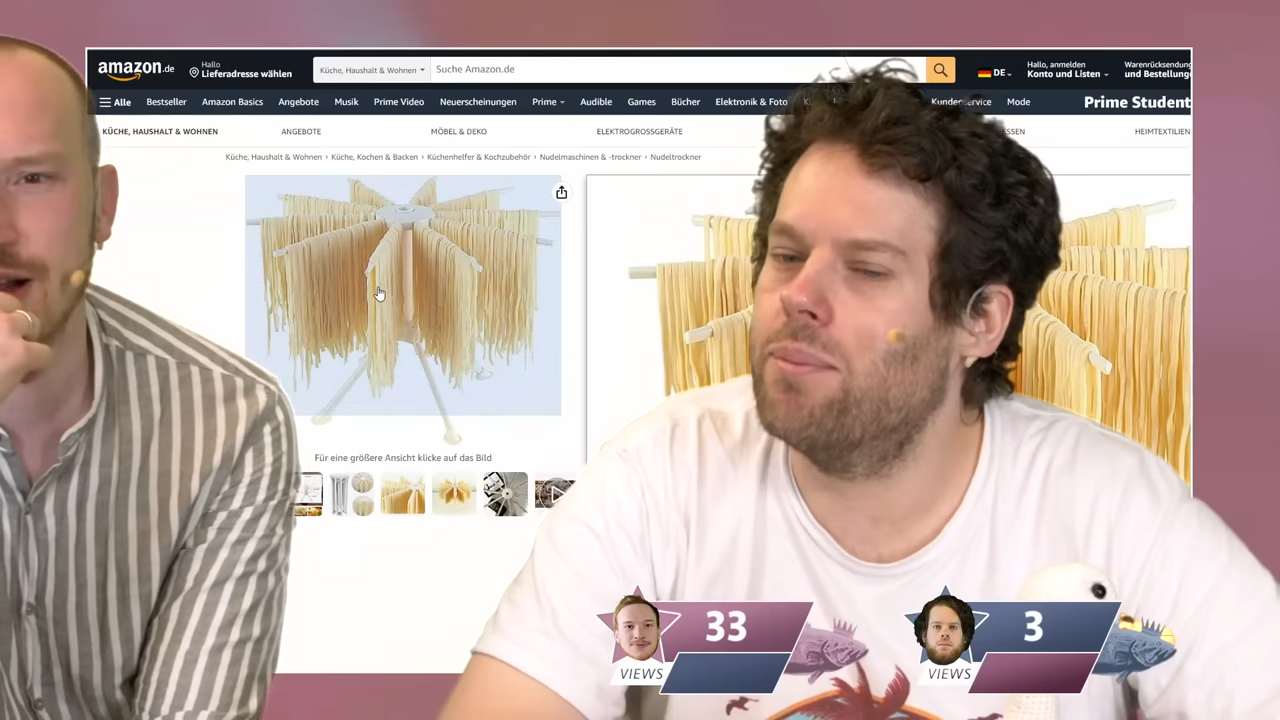 amazon.de
Hallo
Lieferadresse wählen
Küche, Haushalt & Wohnen
Suche Amazon.de
DE
Hallo, anmelden
Konto und Listen
Warenrücksendung
und Bestellung
Alle
Bestseller
Amazon Basics
Angebote
Musik
Prime Video
Neuerscheinungen
Prime
Audible
Games
Bücher
Elektronik & Foto
Kundenservice
Mode
Prime Student
KÜCHE, HAUSHALT & WOHNEN
ANGEBOTE
MÖBEL & DEKO
ELEKTROGROSSGERÄTE
HEIMTEXTILIEN
Küche, Haushalt & Wohnen › Küche, Kochen & Backen › Küchenhelfer & Kochzubehör › Nudelmaschinen & -trockner › Nudeltrockner
Für eine größere Ansicht klicke auf das Bild
33
VIEWS
3
VIEWS